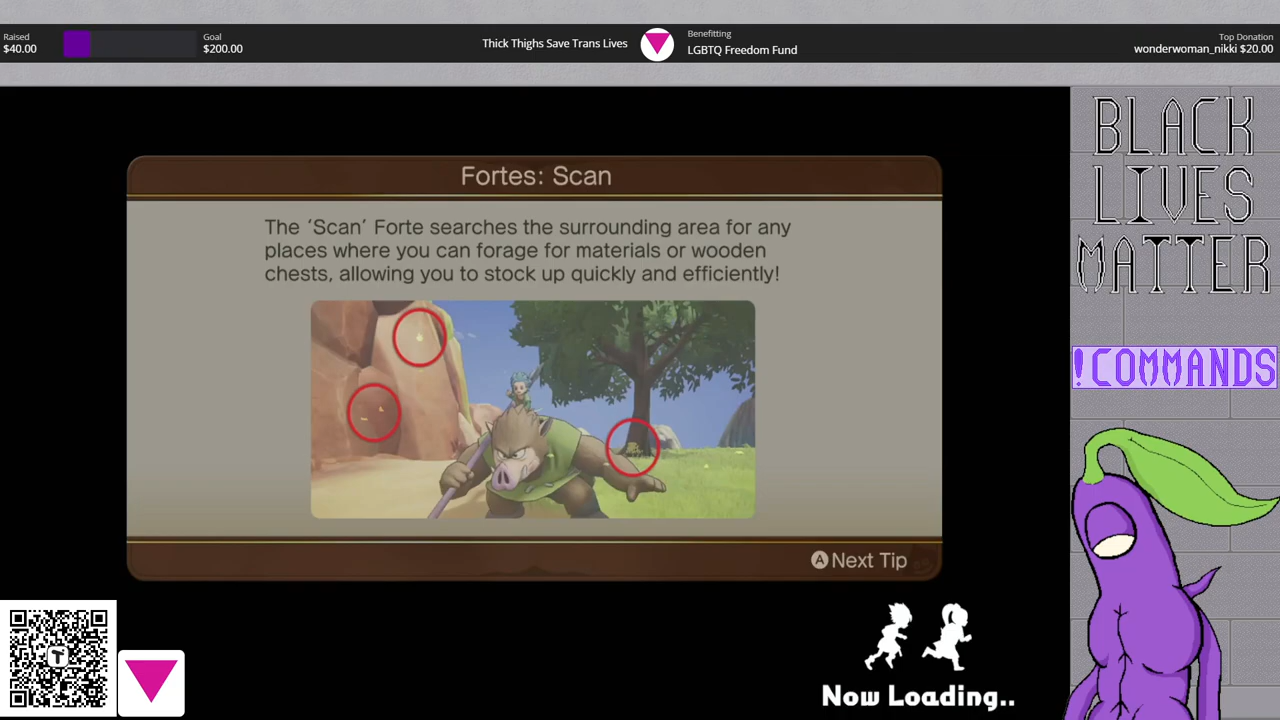 Raised
$40.00
Goal
$200.00
Thick Thighs Save Trans Lives
Benefitting
LGBTQ Freedom Fund
Top Donation
wonderwoman_nikki $20.00
BLACK
LIVES
MATTER
!COMMANDS
Fortes: Scan
The ‘Scan’ Forte searches the surrounding area for any
places where you can forage for materials or wooden
chests, allowing you to stock up quickly and efficiently!
A Next Tip
T
Now Loading..